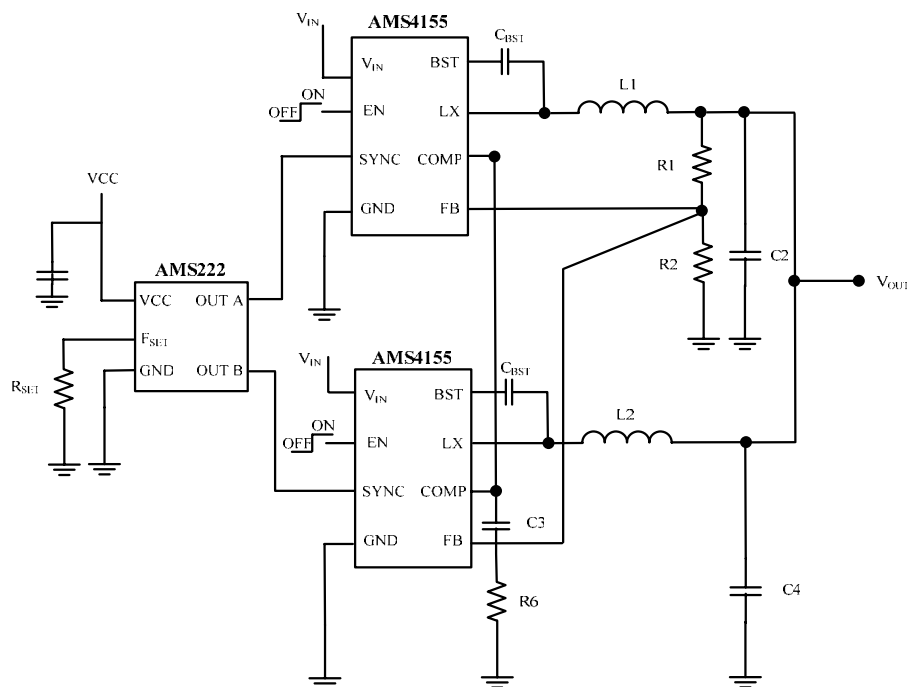 VIN
AMS4155
CBST
VIN
BST
L1
ON
OFF
EN
LX
SYNC
COMP
R1
VCC
GND
FB
R2
C2
AMS222
VOUT
VCC
OUT A
FSET
VIN
AMS4155
GND
OUT B
CBST
RSET
VIN
BST
L2
ON
OFF
EN
LX
SYNC
COMP
C3
GND
FB
C4
R6